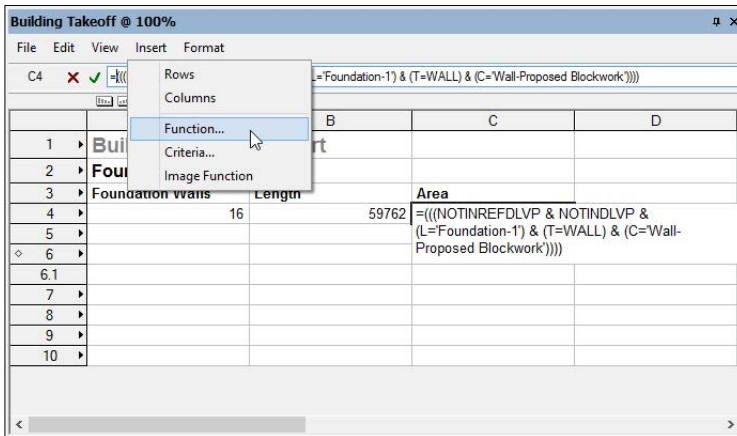 Building Takeoff @ 100%
File Edit View Insert Format
C4 =(((L='Foundation-1') & (T=WALL) & (C='Wall-Proposed Blockwork'))))
Rows
Columns
Function...
Criteria...
Image Function
B C D
1 Bui rt
2 Four
3 Foundation Walls Length Area
4 16 59762 =(((NOTINREFDLVP & NOTINDLVP &
(L='Foundation-1') & (T=WALL) & (C='Wall-
Proposed Blockwork'))))
5
6
6.1
7
8
9
10